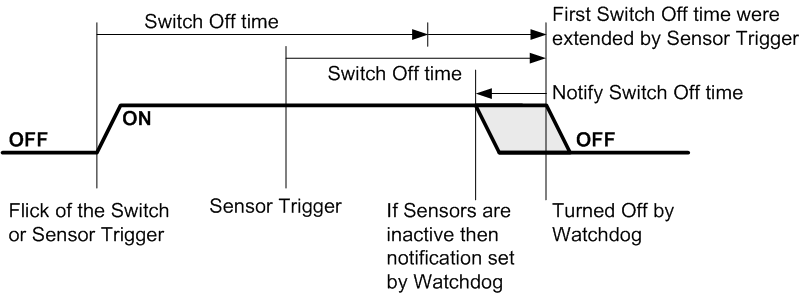 Switch Off time
First Switch Off time were
extended by Sensor Trigger
Switch Off time
Notify Switch Off time
OFF
ON
OFF
Flick of the Switch
or Sensor Trigger
Sensor Trigger
If Sensors are
inactive then
notification set
by Watchdog
Turned Off by
Watchdog